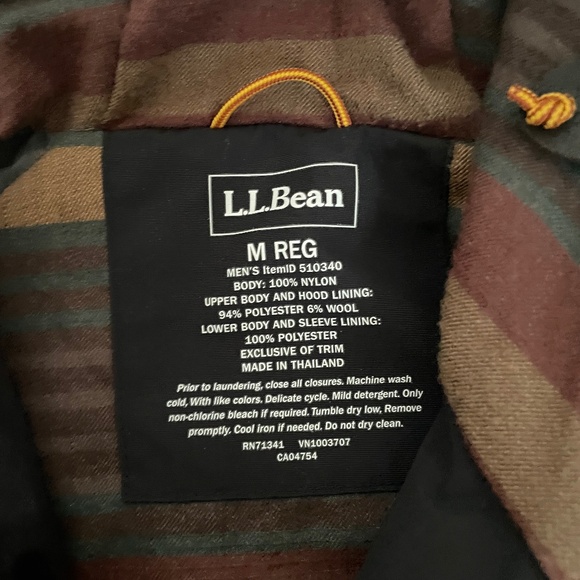 L.L.Bean
M REG
MEN'S ItemID 510340
BODY: 100% NYLON
UPPER BODY AND HOOD LINING:
94% POLYESTER 6% WOOL
LOWER BODY AND SLEEVE LINING:
100% POLYESTER
EXCLUSIVE OF TRIM
MADE IN THAILAND
Prior to laundering, close all closures. Machine wash
cold, With like colors. Delicate cycle. Mild detergent. Only
non-chlorine bleach if required. Tumble dry low, Remove
promptly. Cool iron if needed. Do not dry clean.
RN71341 VN1003707
CA04754